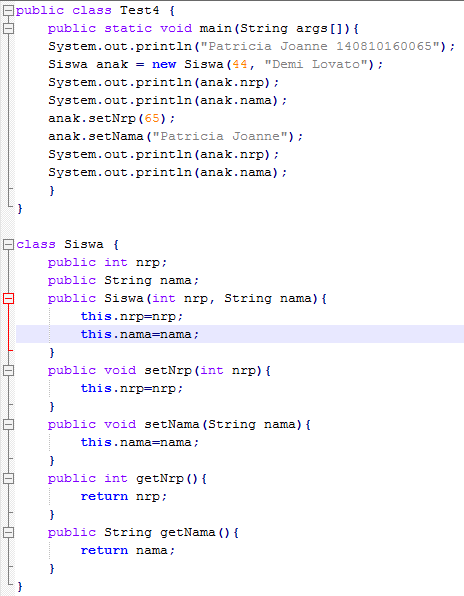 public class Test4 {
    public static void main(String args[]){
    System.out.println("Patricia Joanne 140810160065");
    Siswa anak = new Siswa(44, "Demi Lovato");
    System.out.println(anak.nrp);
    System.out.println(anak.nama);
    anak.setNrp(65);
    anak.setNama("Patricia Joanne");
    System.out.println(anak.nrp);
    System.out.println(anak.nama);
    }
}

class Siswa {
    public int nrp;
    public String nama;
    public Siswa(int nrp, String nama){
        this.nrp=nrp;
        this.nama=nama;
    }
    public void setNrp(int nrp){
        this.nrp=nrp;
    }
    public void setNama(String nama){
        this.nama=nama;
    }
    public int getNrp(){
        return nrp;
    }
    public String getNama(){
        return nama;
    }
}